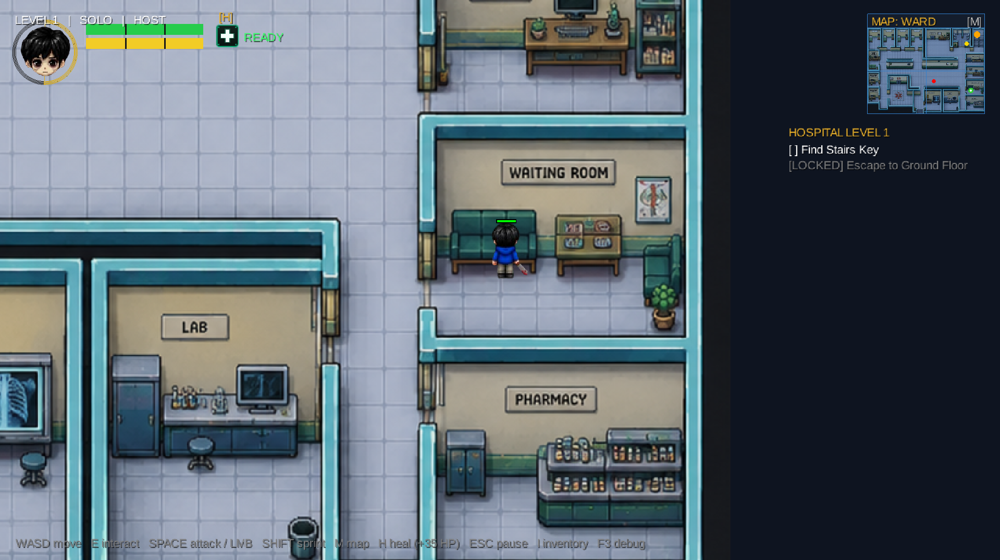 LEVEL 1 | SOLO | HOST
[H]
READY
MAP: WARD [M]
HOSPITAL LEVEL 1
[ ] Find Stairs Key
[LOCKED] Escape to Ground Floor
WAITING ROOM
LAB
PHARMACY
WASD move E interact SPACE attack / LMB SHIFT sprint M map H heal (+35 HP) ESC pause I inventory F3 debug